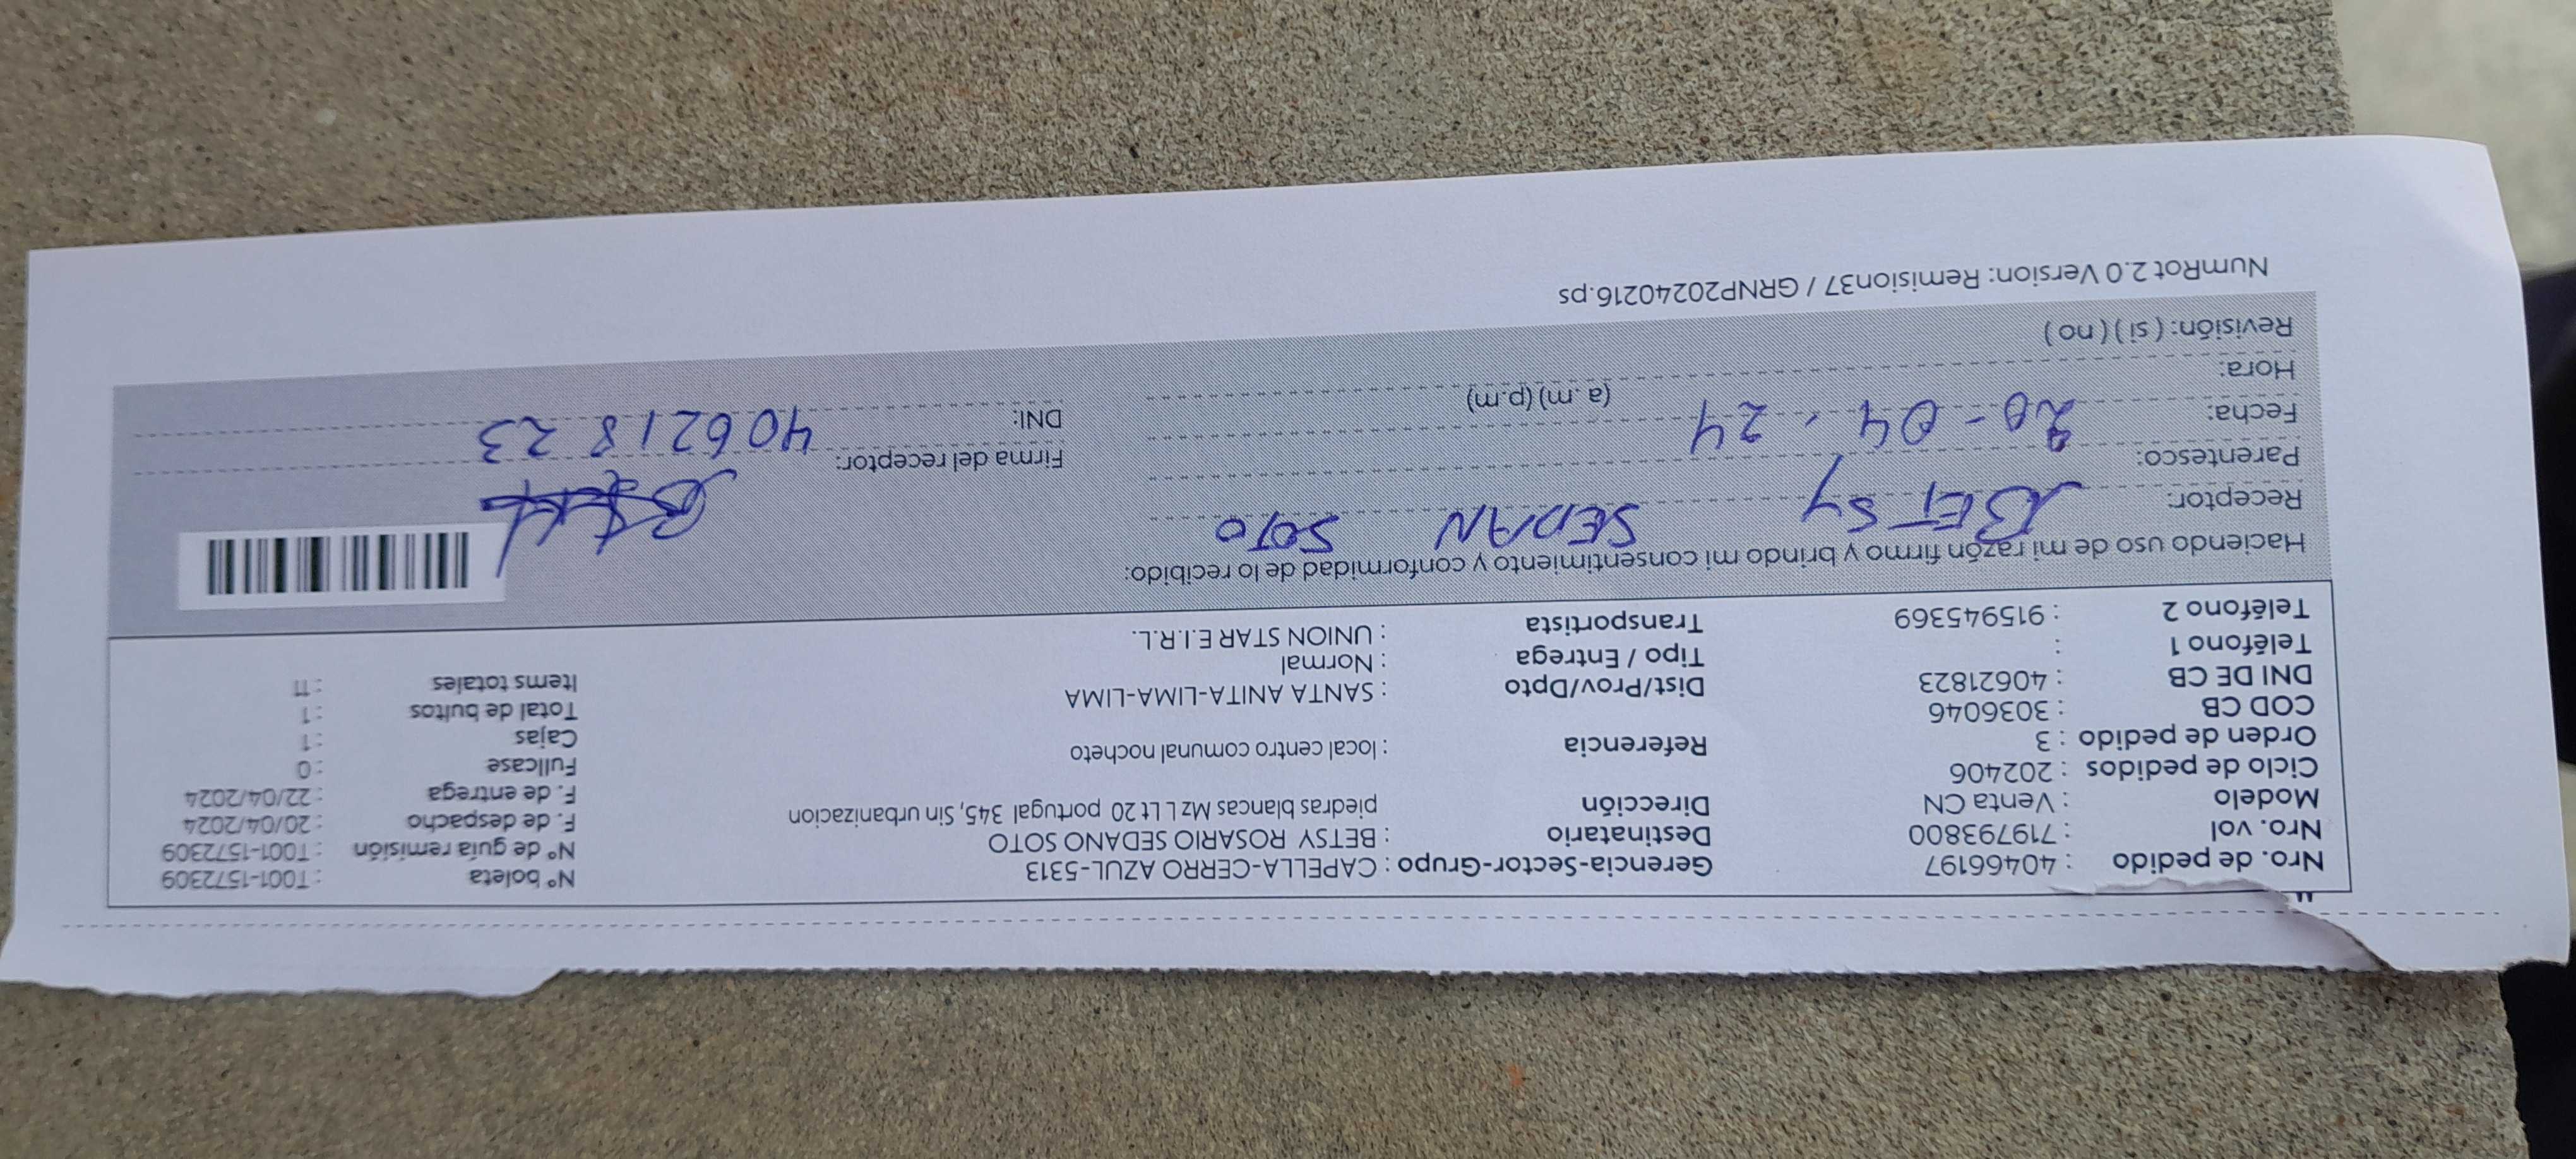 Nro. de pedido : 40466197 Gerencia-Sector-Grupo : CAPELLA-CERRO AZUL-5313 N° boleta : T001-1572309
Nro. vol : 719793800 Destinatario : BETSY ROSARIO SEDANO SOTO N° de guía remisión : T001-1572309
Modelo : Venta CN Dirección piedras blancas Mz L Lt 20 portugal 345, Sin urbanizacion F. de despacho : 20/04/2024
Ciclo de pedidos : 202406 F. de entrega : 22/04/2024
Orden de pedido : 3 Referencia : local centro comunal nocheto Fullcase : 0
COD CB : 3036046 Cajas : 1
DNI DE CB : 40621823 Dist/Prov/Dpto : SANTA ANITA-LIMA-LIMA Total de bultos : 1
Teléfono 1 : Tipo / Entrega : Normal Items totales : 11
Teléfono 2 : 915945369 Transportista : UNION STAR E.I.R.L.
Haciendo uso de mi razón firmo y brindo mi consentimiento y conformidad de lo recibido:
Receptor: BETSY SEDAN SOTO
Parentesco: Firma del receptor:
Fecha: 20-04-24 DNI: 40621823
Hora: (a.m) (p.m)
Revisión: ( si ) ( no )
NumRot 2.0 Version: Remision37 / GRNP20240216.ps